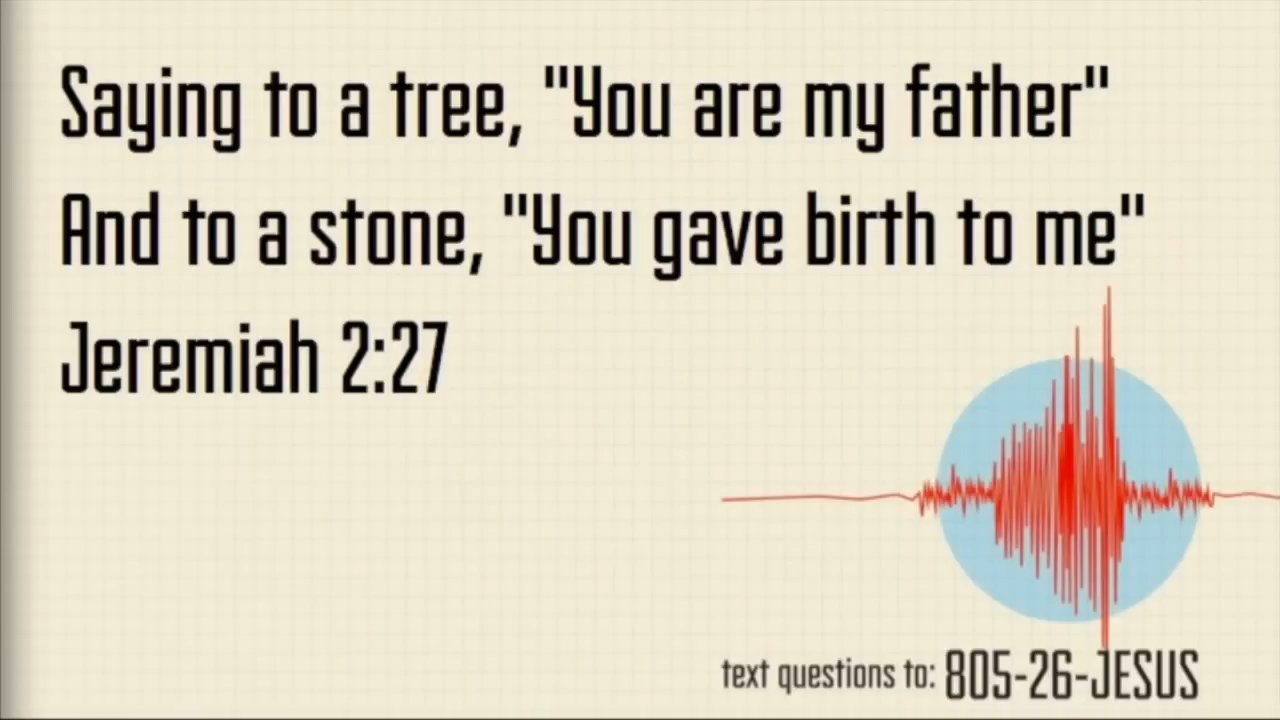 Saying to a tree, "You are my father"
And to a stone, "You gave birth to me"
Jeremiah 2:27
text questions to: 805-26-JESUS